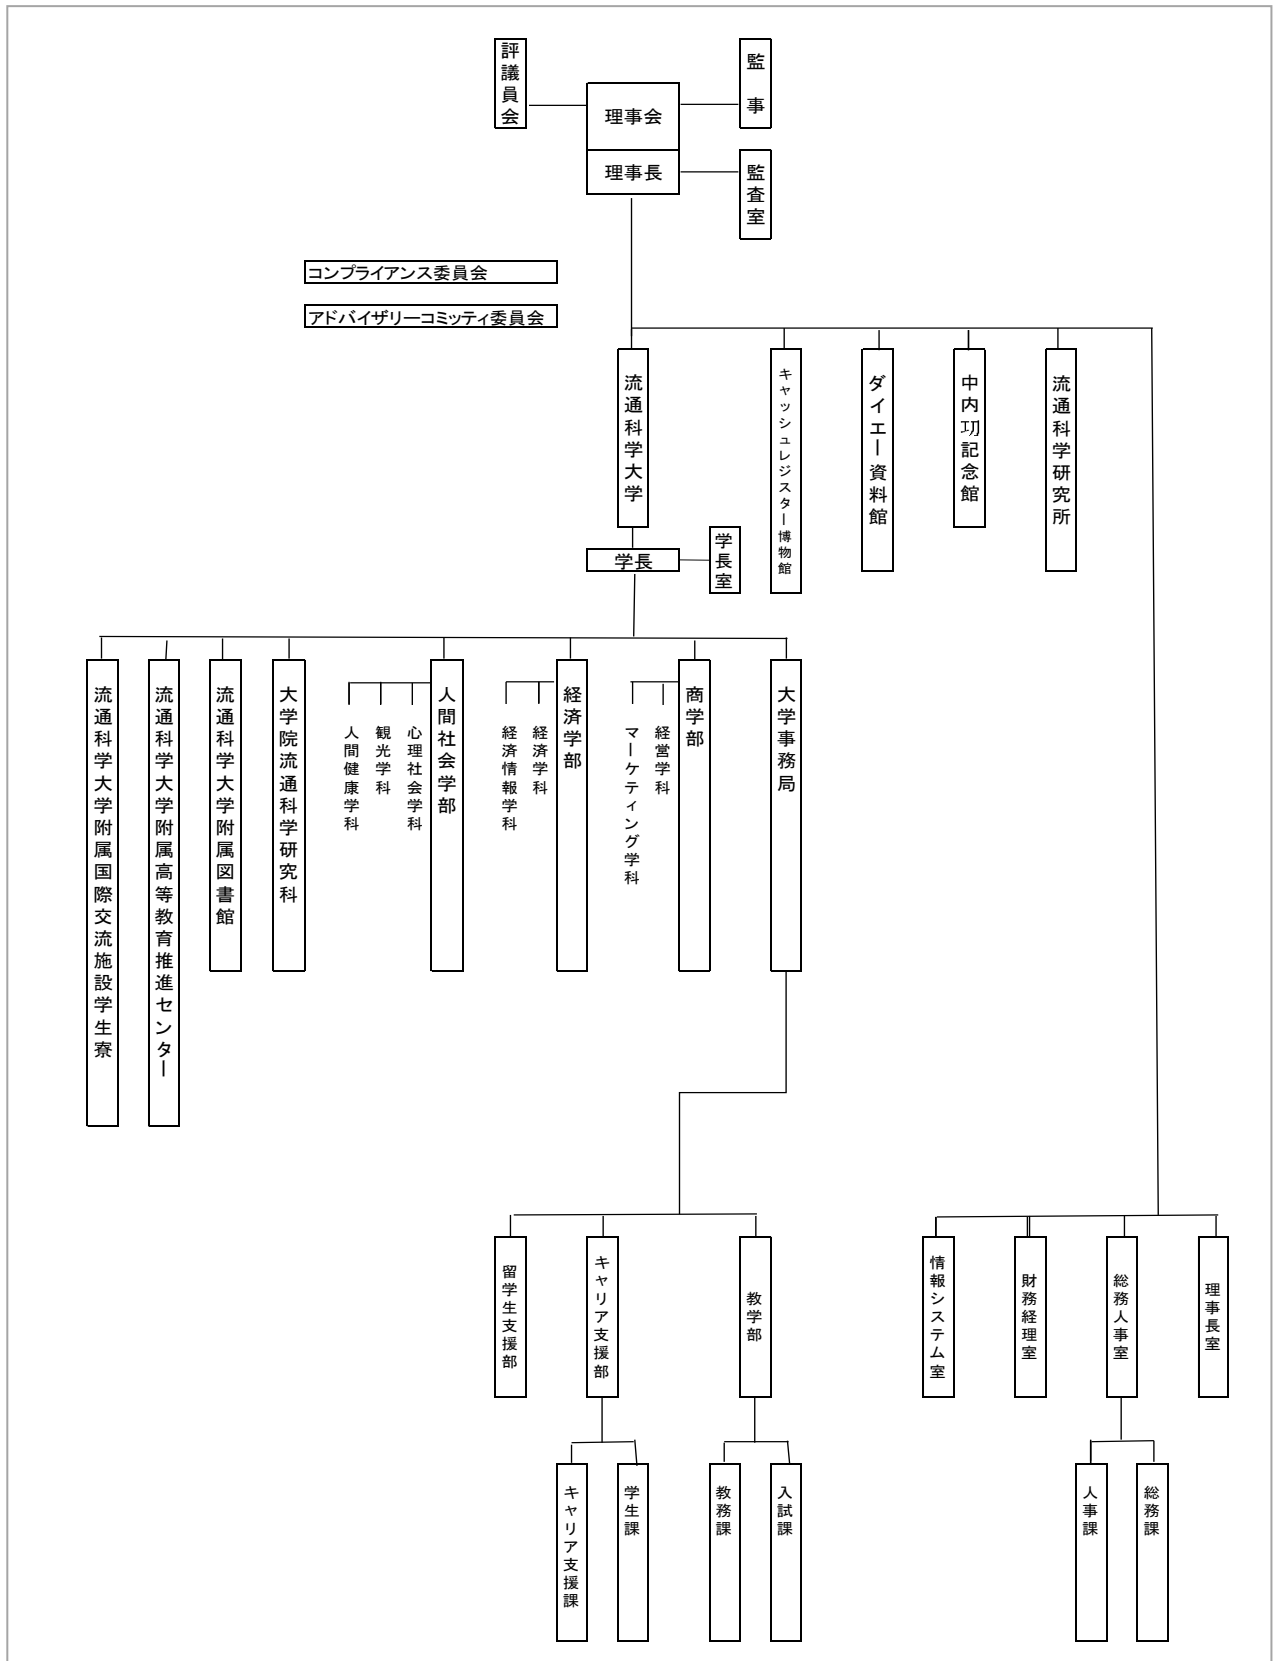 評議員会
監事
理事会
理事長
監査室
コンプライアンス委員会
アドバイザリーコミッティ委員会
流通科学大学
キャッシュレジスター博物館
ダイエー資料館
中内㓛記念館
流通科学研究所
学長
学長室
流通科学大学附属国際交流施設学生寮
流通科学大学附属高等教育推進センター
流通科学大学附属図書館
大学院流通科学研究科
人間健康学科
観光学科
心理社会学科
人間社会学部
経済情報学科
経済学科
経済学部
マーケティング学科
経営学科
商学部
大学事務局
留学生支援部
キャリア支援部
教学部
情報システム室
財務経理室
総務人事室
理事長室
キャリア支援課
学生課
教務課
入試課
人事課
総務課